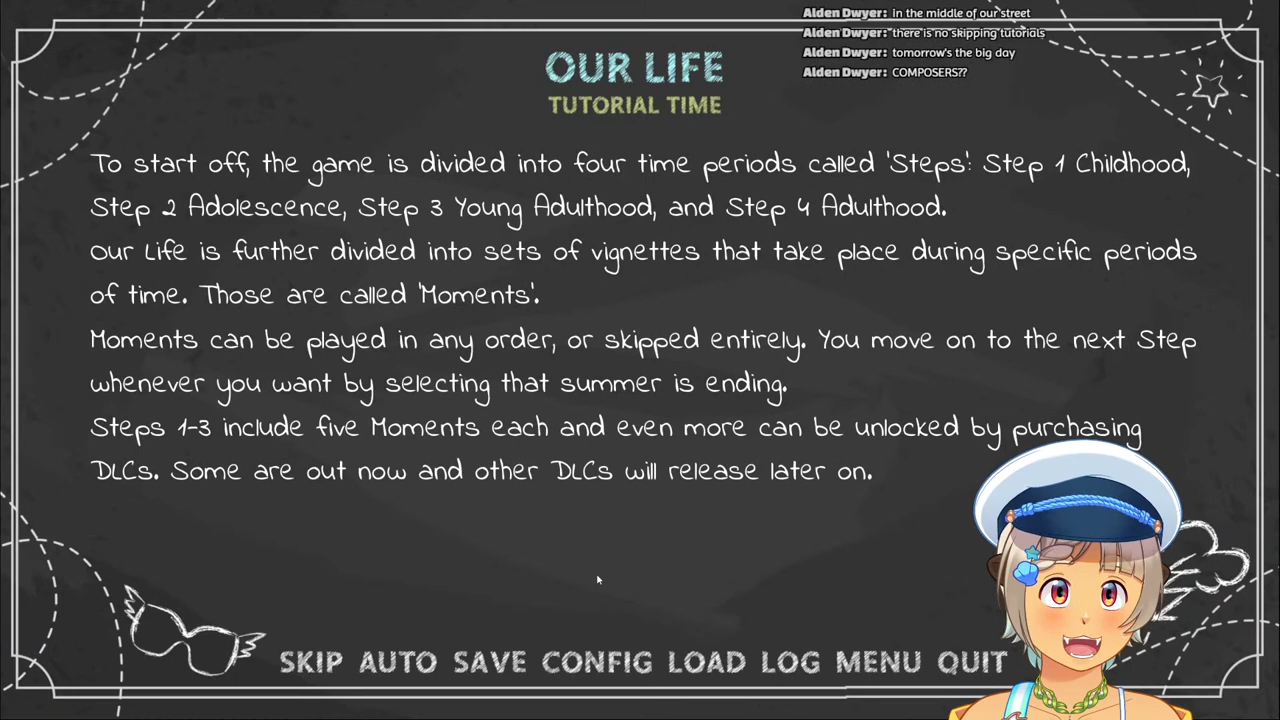 Alden Dwyer: in the middle of our street
Alden Dwyer: there is no skipping tutorials
Alden Dwyer: tomorrow's the big day
Alden Dwyer: COMPOSERS??
OUR LIFE
TUTORIAL TIME
To start off, the game is divided into four time periods called 'Steps': Step 1 Childhood,
Step 2 Adolescence, Step 3 Young Adulthood, and Step 4 Adulthood.
Our Life is further divided into sets of vignettes that take place during specific periods
of time. Those are called 'Moments'.
Moments can be played in any order, or skipped entirely. You move on to the next Step
whenever you want by selecting that summer is ending.
Steps 1-3 include five Moments each and even more can be unlocked by purchasing
DLCs. Some are out now and other DLCs will release later on.
SKIP AUTO SAVE CONFIG LOAD LOG MENU QUIT